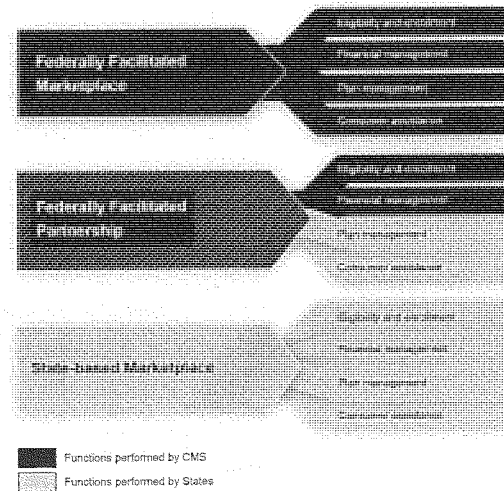 Federally Facilitated
Marketplace
Eligibility and enrollment
Financial management
Plan management
Consumer assistance
Federally Facilitated
Partnership
Eligibility and enrollment
Financial management
Plan management
Consumer assistance
State-based Marketplace
Eligibility and enrollment
Financial management
Plan management
Consumer assistance
Functions performed by CMS
Functions performed by States